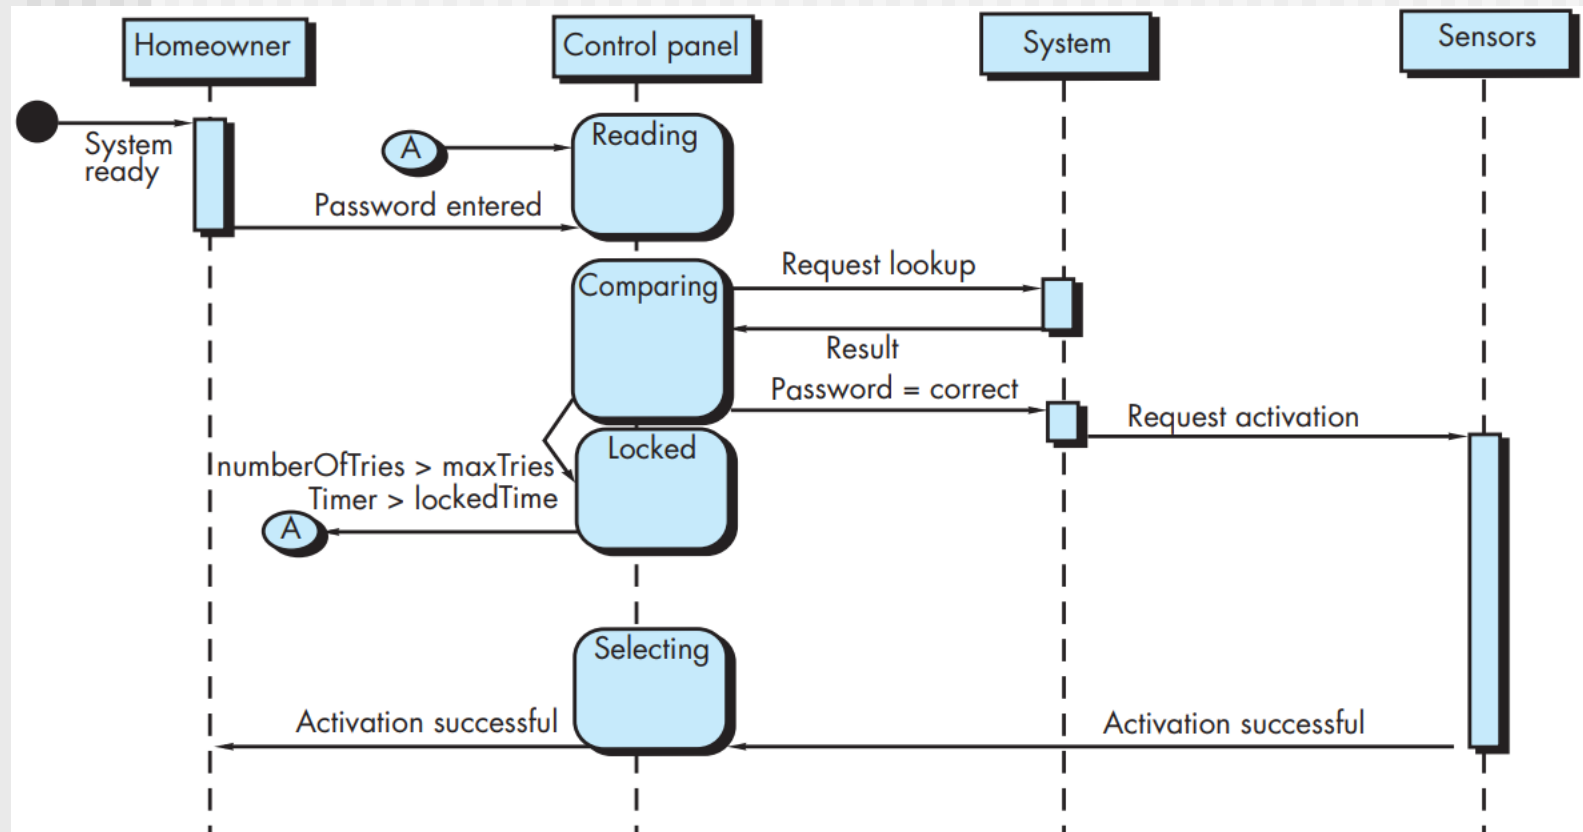 Homeowner
Control panel
System
Sensors
System
ready
A
Reading
Password entered
Comparing
Request lookup
Result
Password = correct
Request activation
Locked
numberOfTries > maxTries
Timer > lockedTime
A
Selecting
Activation successful
Activation successful